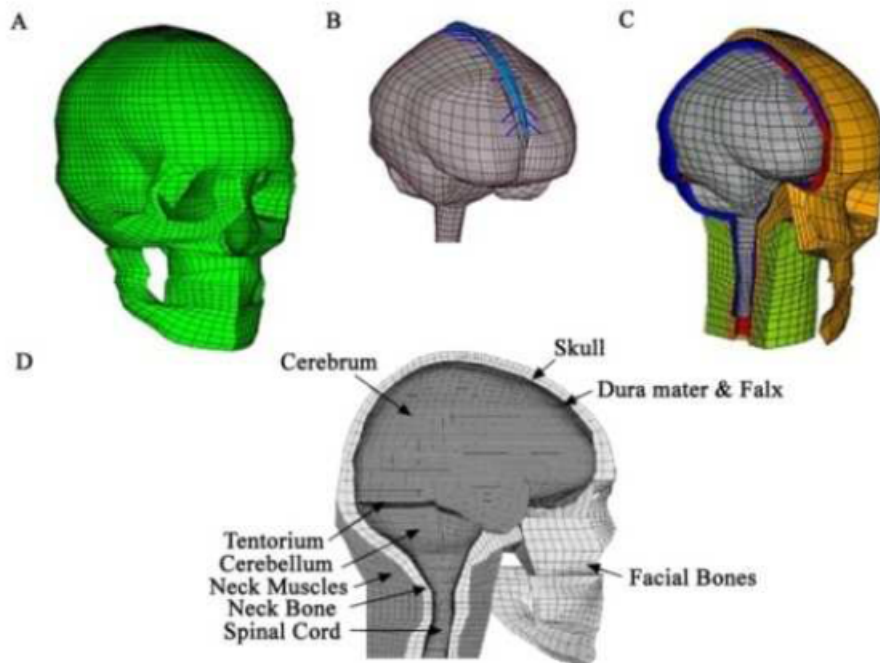 A
B
C
D
Cerebrum
Skull
Dura mater & Falx
Tentorium
Cerebellum
Neck Muscles
Neck Bone
Spinal Cord
Facial Bones